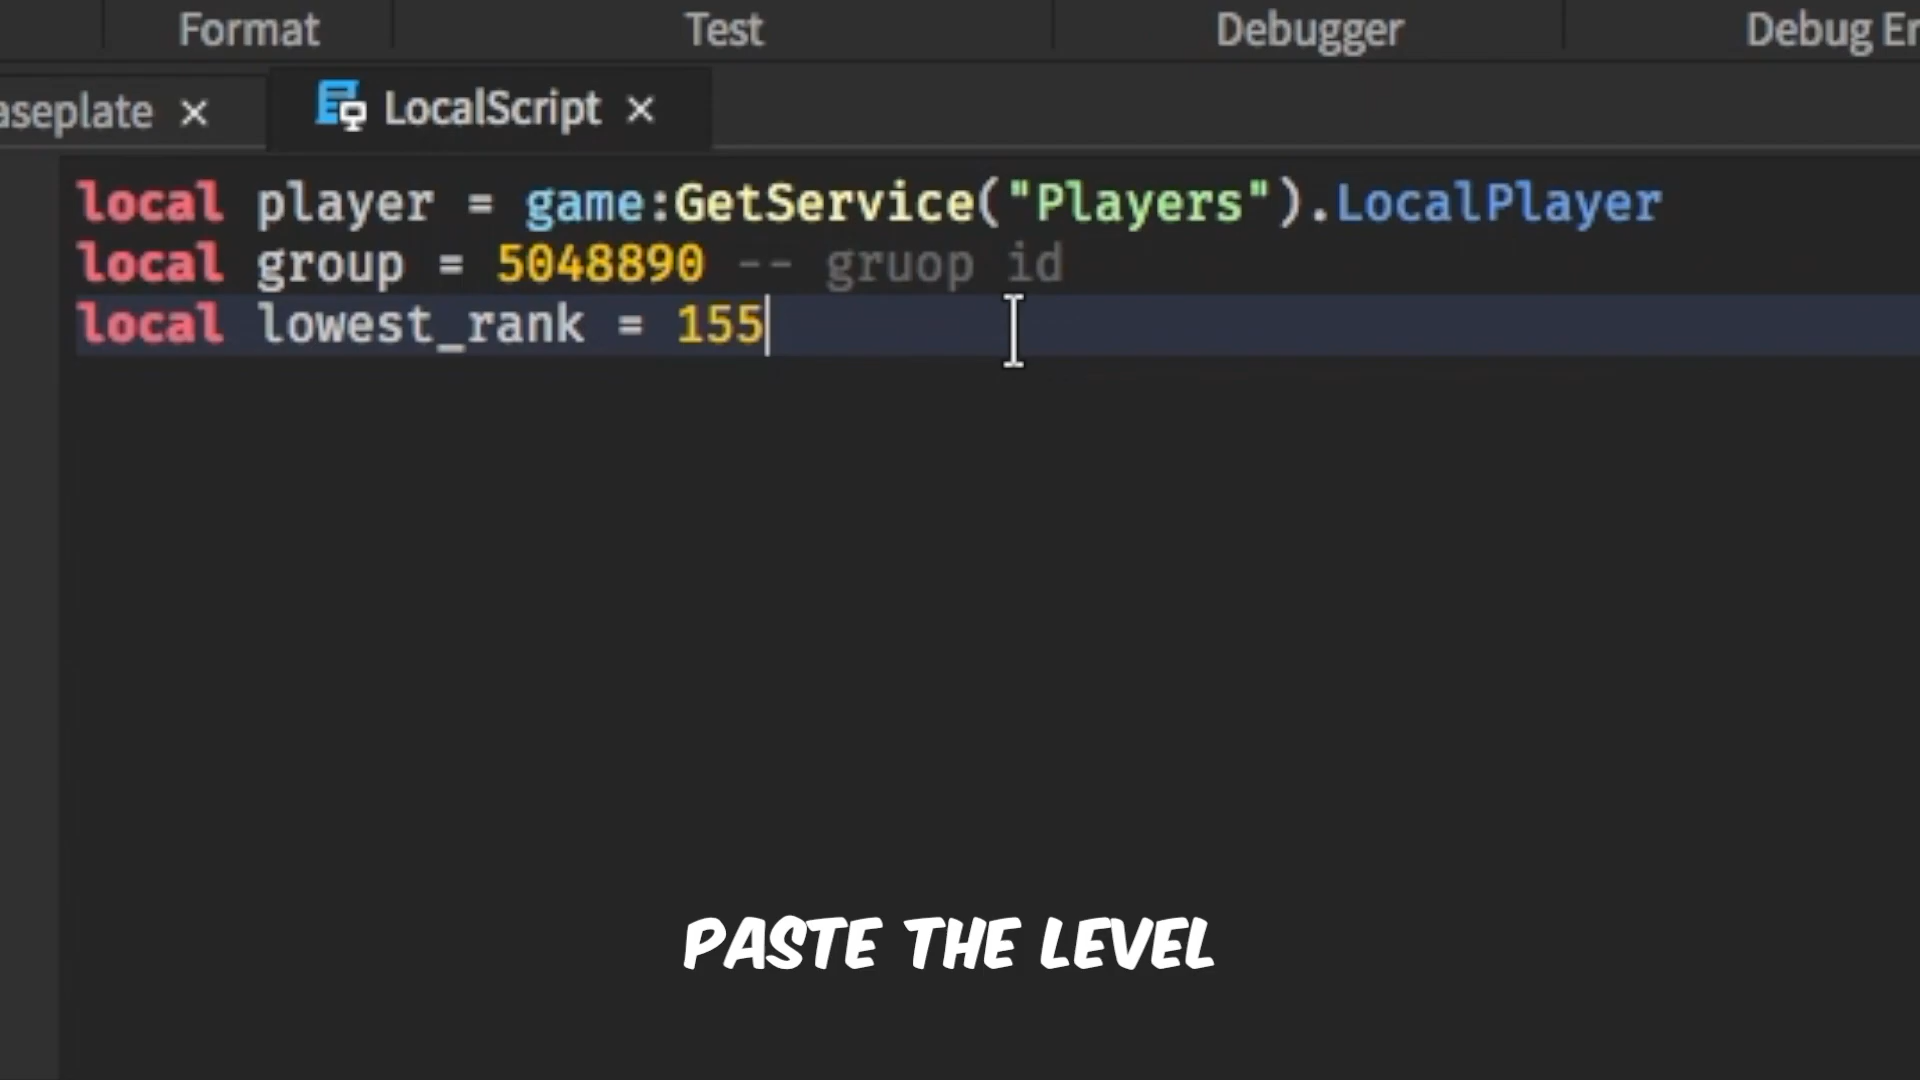 Format Test Debugger Debug Er
aseplate × LocalScript ×
local player = game:GetService("Players").LocalPlayer
local group = 5048890 -- gruop id
local lowest_rank = 155
PASTE THE LEVEL